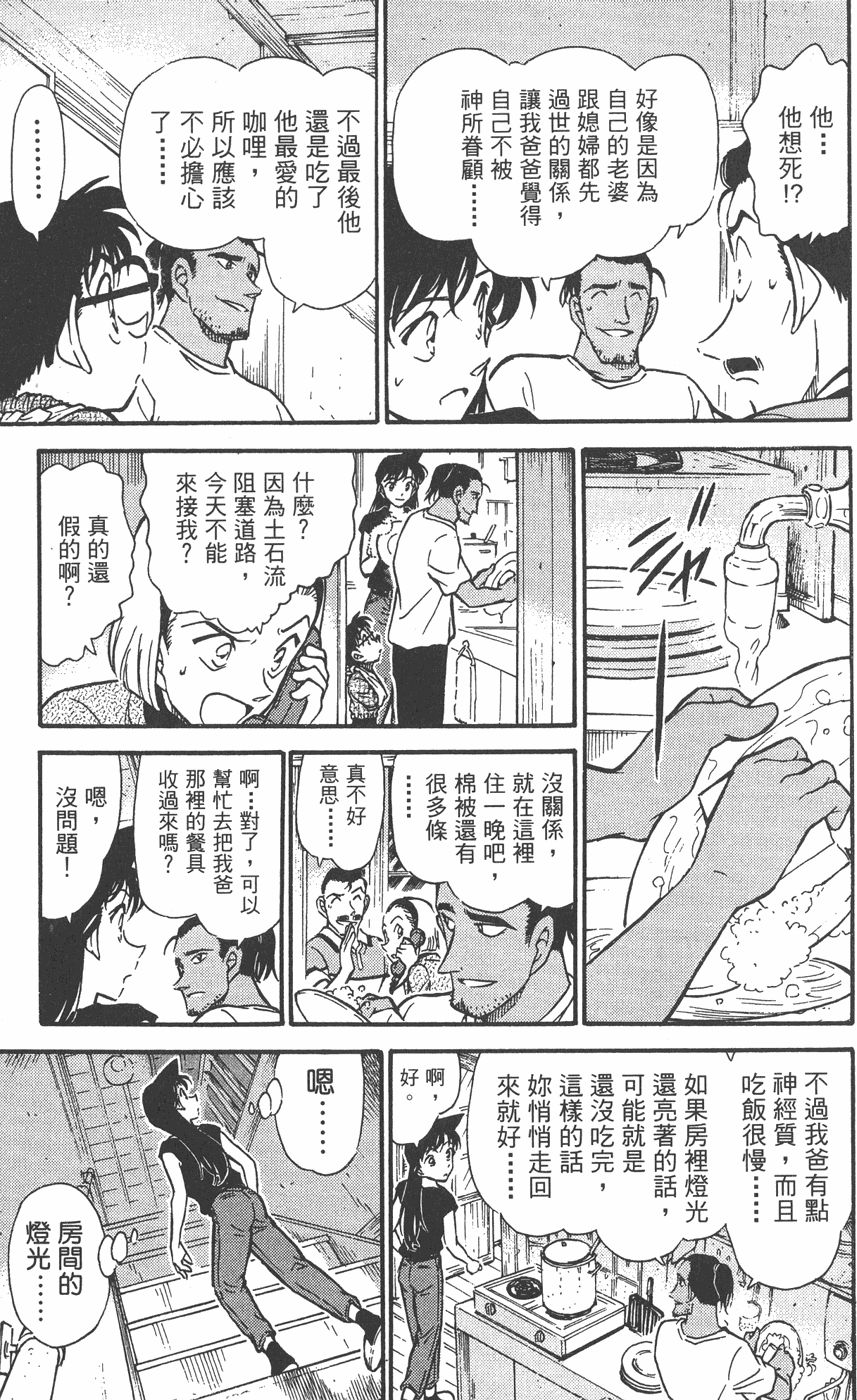 他…
他想死!?
好像是因為
自己的老婆
跟媳婦都先
過世的關係，
讓我爸爸覺得
自己不被
神所眷顧……
不過最後他
還是吃了
他最愛的
咖哩，
所以應該
不必擔心
了……
………
什麼？
因為土石流
阻塞道路，
今天不能
來接我？
真的還
假的啊？
沒關係，
就在這裡
住一晚吧，
棉被還有
很多條
……
真不好
意思……
啊…對了，可以
幫忙去把我爸
那裡的餐具
收過來嗎？
嗯，
沒問題！
不過我爸有點
神經質，而且
吃飯很慢……
如果房裡燈光
還亮著的話，
可能就是
還沒吃完，
這樣的話
妳悄悄走回
來就好……
啊，
好。
嗯……
房間的
燈光……